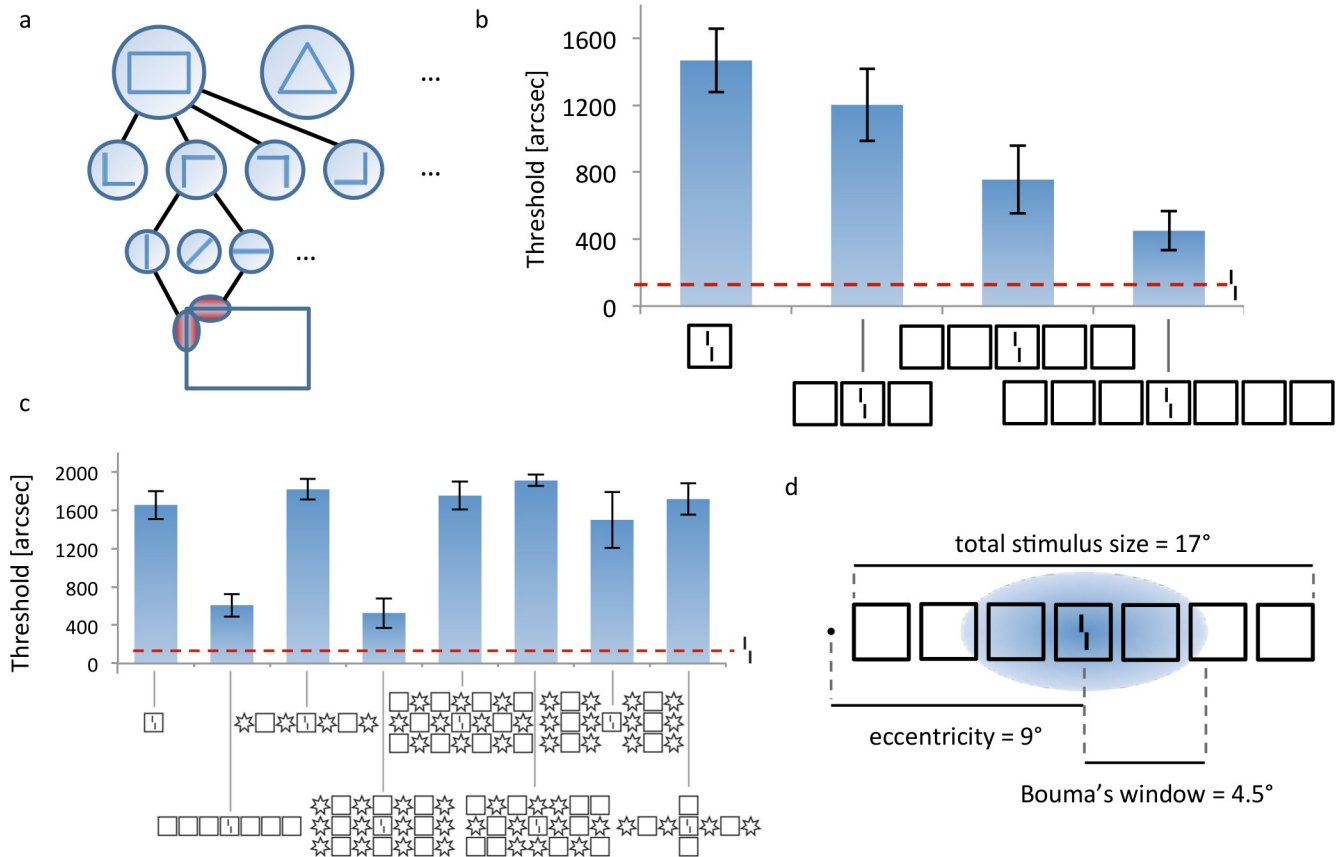 a
...
...
...
b
Threshold [arcsec]
1600
1200
800
400
0
c
Threshold [arcsec]
2000
1600
1200
800
400
0
d
total stimulus size = 17°
eccentricity = 9°
Bouma's window = 4.5°